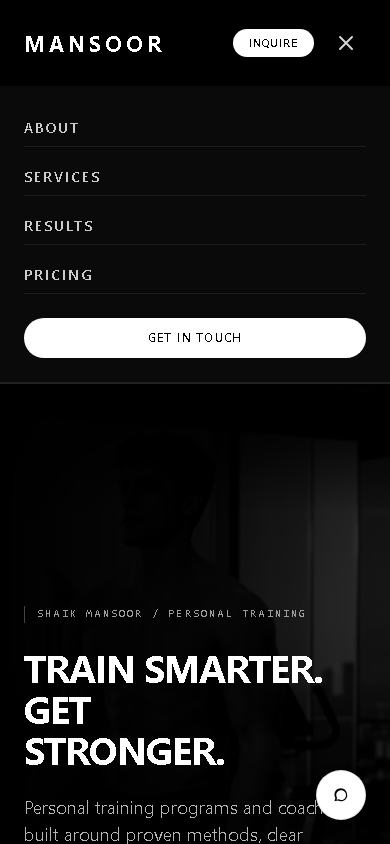 MANSOOR
INQUIRE
ABOUT
SERVICES
RESULTS
PRICING
GET IN TOUCH
SHAIK MANSOOR / PERSONAL TRAINING
TRAIN SMARTER.
GET
STRONGER.
Personal training programs and coach
built around proven methods, clear